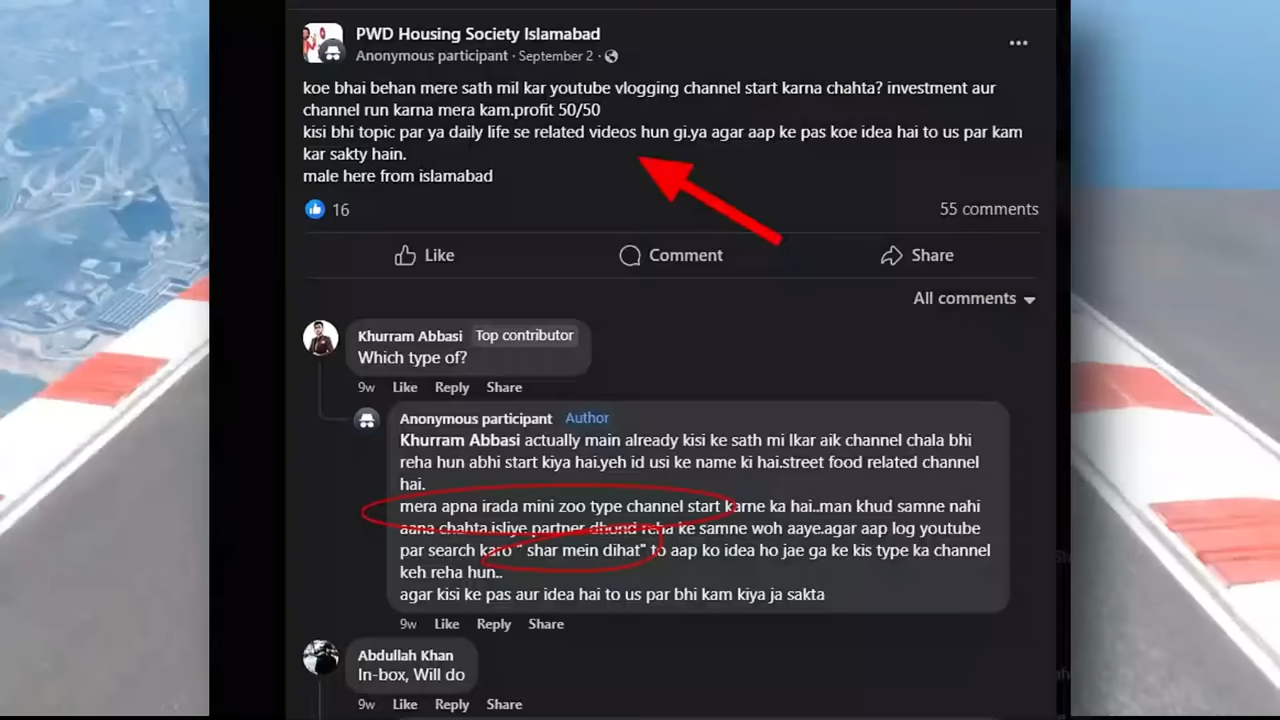 PWD Housing Society Islamabad
Anonymous participant · September 2 ·
koe bhai behan mere sath mil kar youtube vlogging channel start karna chahta? investment aur
channel run karna mera kam.profit 50/50
kisi bhi topic par ya daily life se related videos hun gi.ya agar aap ke pas koe idea hai to us par kam
kar sakty hain.
male here from islamabad
16
55 comments
Like
Comment
Share
All comments
Khurram Abbasi Top contributor
Which type of?
9w Like Reply Share
Anonymous participant Author
Khurram Abbasi actually main already kisi ke sath mi lkar aik channel chala bhi
reha hun abhi start kiya hai.yeh id usi ke name ki hai.street food related channel
hai.
mera apna irada mini zoo type channel start karne ka hai..man khud samne nahi
aana chahta.isliye partner dhond reha ke samne woh aaye.agar aap log youtube
par search karo " shar mein dihat" to aap ko idea ho jae ga ke kis type ka channel
keh reha hun..
agar kisi ke pas aur idea hai to us par bhi kam kiya ja sakta
9w Like Reply Share
Abdullah Khan
In-box, Will do
9w Like Reply Share